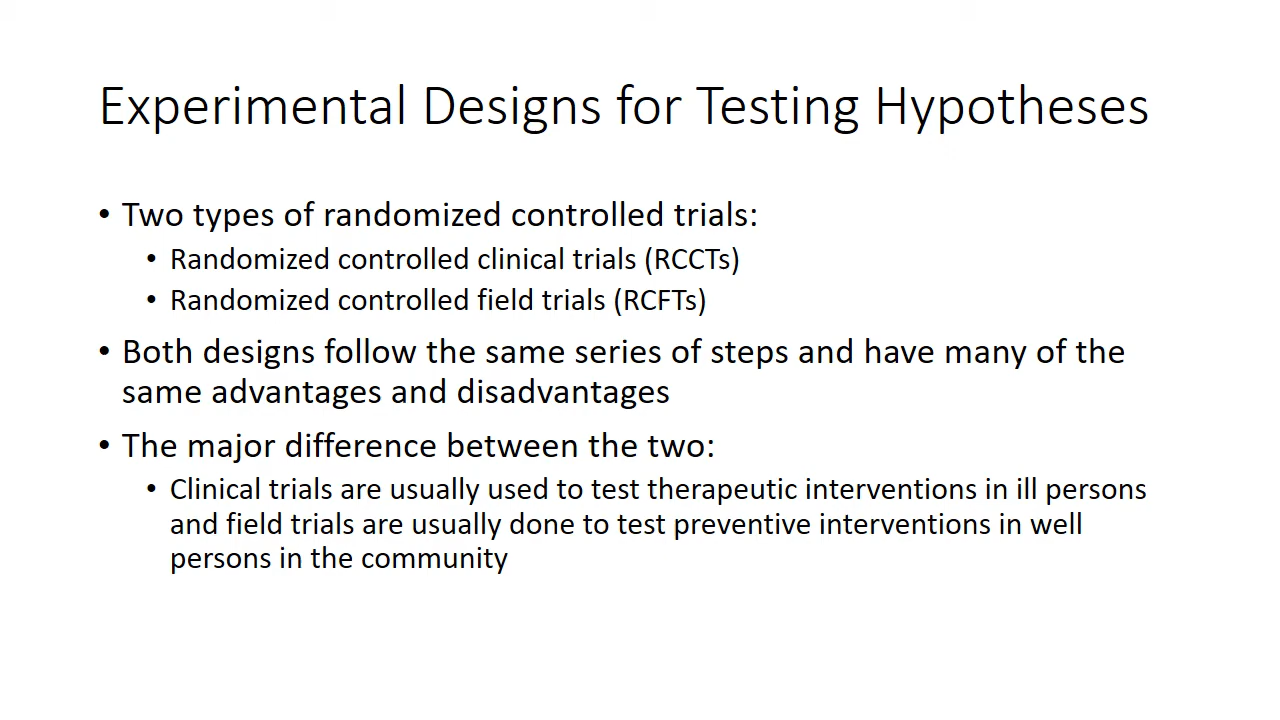 Experimental Designs for Testing Hypotheses
• Two types of randomized controlled trials:
• Randomized controlled clinical trials (RCCTs)
• Randomized controlled field trials (RCFTs)
• Both designs follow the same series of steps and have many of the
same advantages and disadvantages
• The major difference between the two:
• Clinical trials are usually used to test therapeutic interventions in ill persons
and field trials are usually done to test preventive interventions in well
persons in the community